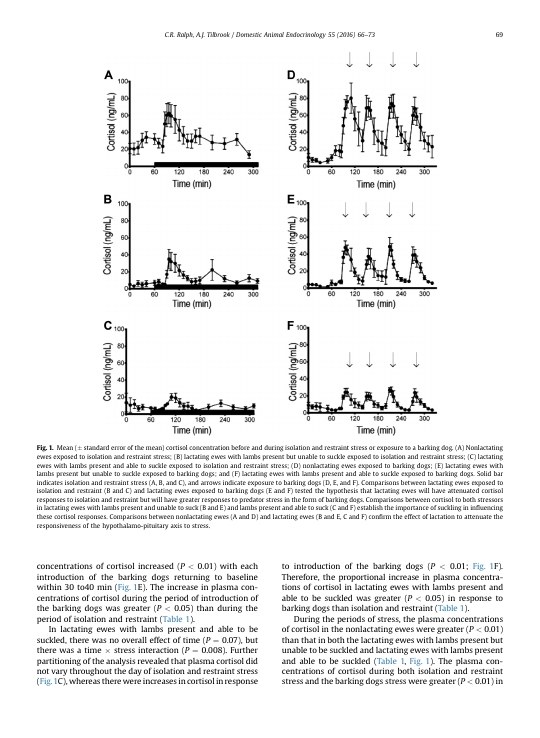 C.R. Ralph, A.J. Tilbrook / Domestic Animal Endocrinology 55 (2016) 66–73
69
A
Cortisol (ng/mL)
100
80
60
40
20
0
0 60 120 180 240 300
Time (min)
D
Cortisol (ng/mL)
100
80
60
40
20
0
0 60 120 180 240 300
Time (min)
B
Cortisol (ng/mL)
100
80
60
40
20
0
0 60 120 180 240 300
Time (min)
E
Cortisol (ng/mL)
100
80
60
40
20
0
0 60 120 180 240 300
Time (min)
C
Cortisol (ng/mL)
100
80
60
40
20
0
0 60 120 180 240 300
Time (min)
F
Cortisol (ng/mL)
100
80
60
40
20
0
0 60 120 180 240 300
Time (min)
Fig. 1. Mean (± standard error of the mean) cortisol concentration before and during isolation and restraint stress or exposure to a barking dog. (A) Nonlactating
ewes exposed to isolation and restraint stress; (B) lactating ewes with lambs present but unable to suckle exposed to isolation and restraint stress; (C) lactating
ewes with lambs present and able to suckle exposed to isolation and restraint stress; (D) nonlactating ewes exposed to barking dogs; (E) lactating ewes with
lambs present but unable to suckle exposed to barking dogs; and (F) lactating ewes with lambs present and able to suckle exposed to barking dogs. Solid bar
indicates isolation and restraint stress (A, B, and C), and arrows indicate exposure to barking dogs (D, E, and F). Comparisons between lactating ewes exposed to
isolation and restraint (B and C) and lactating ewes exposed to barking dogs (E and F) tested the hypothesis that lactating ewes will have attenuated cortisol
responses to isolation and restraint but will have greater responses to predator stress in the form of barking dogs. Comparisons between cortisol to both stressors
in lactating ewes with lambs present and unable to suck (B and E) and lambs present and able to suck (C and F) establish the importance of suckling in influencing
these cortisol responses. Comparisons between nonlactating ewes (A and D) and lactating ewes (B and E, C and F) confirm the effect of lactation to attenuate the
responsiveness of the hypothalamo-pituitary axis to stress.
concentrations of cortisol increased (P < 0.01) with each
introduction of the barking dogs returning to baseline
within 30 to40 min (Fig. 1E). The increase in plasma con-
centrations of cortisol during the period of introduction of
the barking dogs was greater (P < 0.05) than during the
period of isolation and restraint (Table 1).
In lactating ewes with lambs present and able to be
suckled, there was no overall effect of time (P = 0.07), but
there was a time × stress interaction (P = 0.008). Further
partitioning of the analysis revealed that plasma cortisol did
not vary throughout the day of isolation and restraint stress
(Fig. 1C), whereas there were increases in cortisol in response
to introduction of the barking dogs (P < 0.01; Fig. 1F).
Therefore, the proportional increase in plasma concentra-
tions of cortisol in lactating ewes with lambs present and
able to be suckled was greater (P < 0.05) in response to
barking dogs than isolation and restraint (Table 1).
During the periods of stress, the plasma concentrations
of cortisol in the nonlactating ewes were greater (P < 0.01)
than that in both the lactating ewes with lambs present but
unable to be suckled and lactating ewes with lambs present
and able to be suckled (Table 1, Fig. 1). The plasma con-
centrations of cortisol during both isolation and restraint
stress and the barking dogs stress were greater (P < 0.01) in